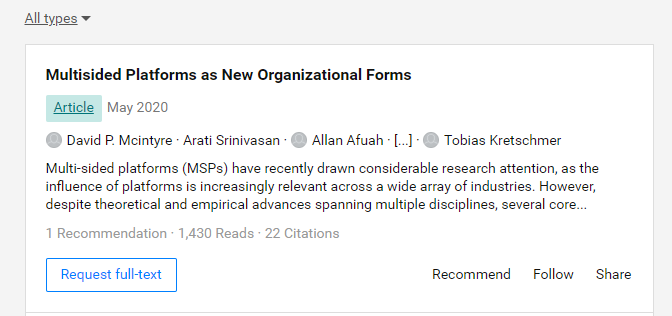 All types
Multisided Platforms as New Organizational Forms
Article May 2020
David P. Mcintyre · Arati Srinivasan · Allan Afuah · [...] · Tobias Kretschmer
Multi-sided platforms (MSPs) have recently drawn considerable research attention, as the
influence of platforms is increasingly relevant across a wide array of industries. However,
despite theoretical and empirical advances spanning multiple disciplines, several core...
1 Recommendation · 1,430 Reads · 22 Citations
Request full-text Recommend Follow Share